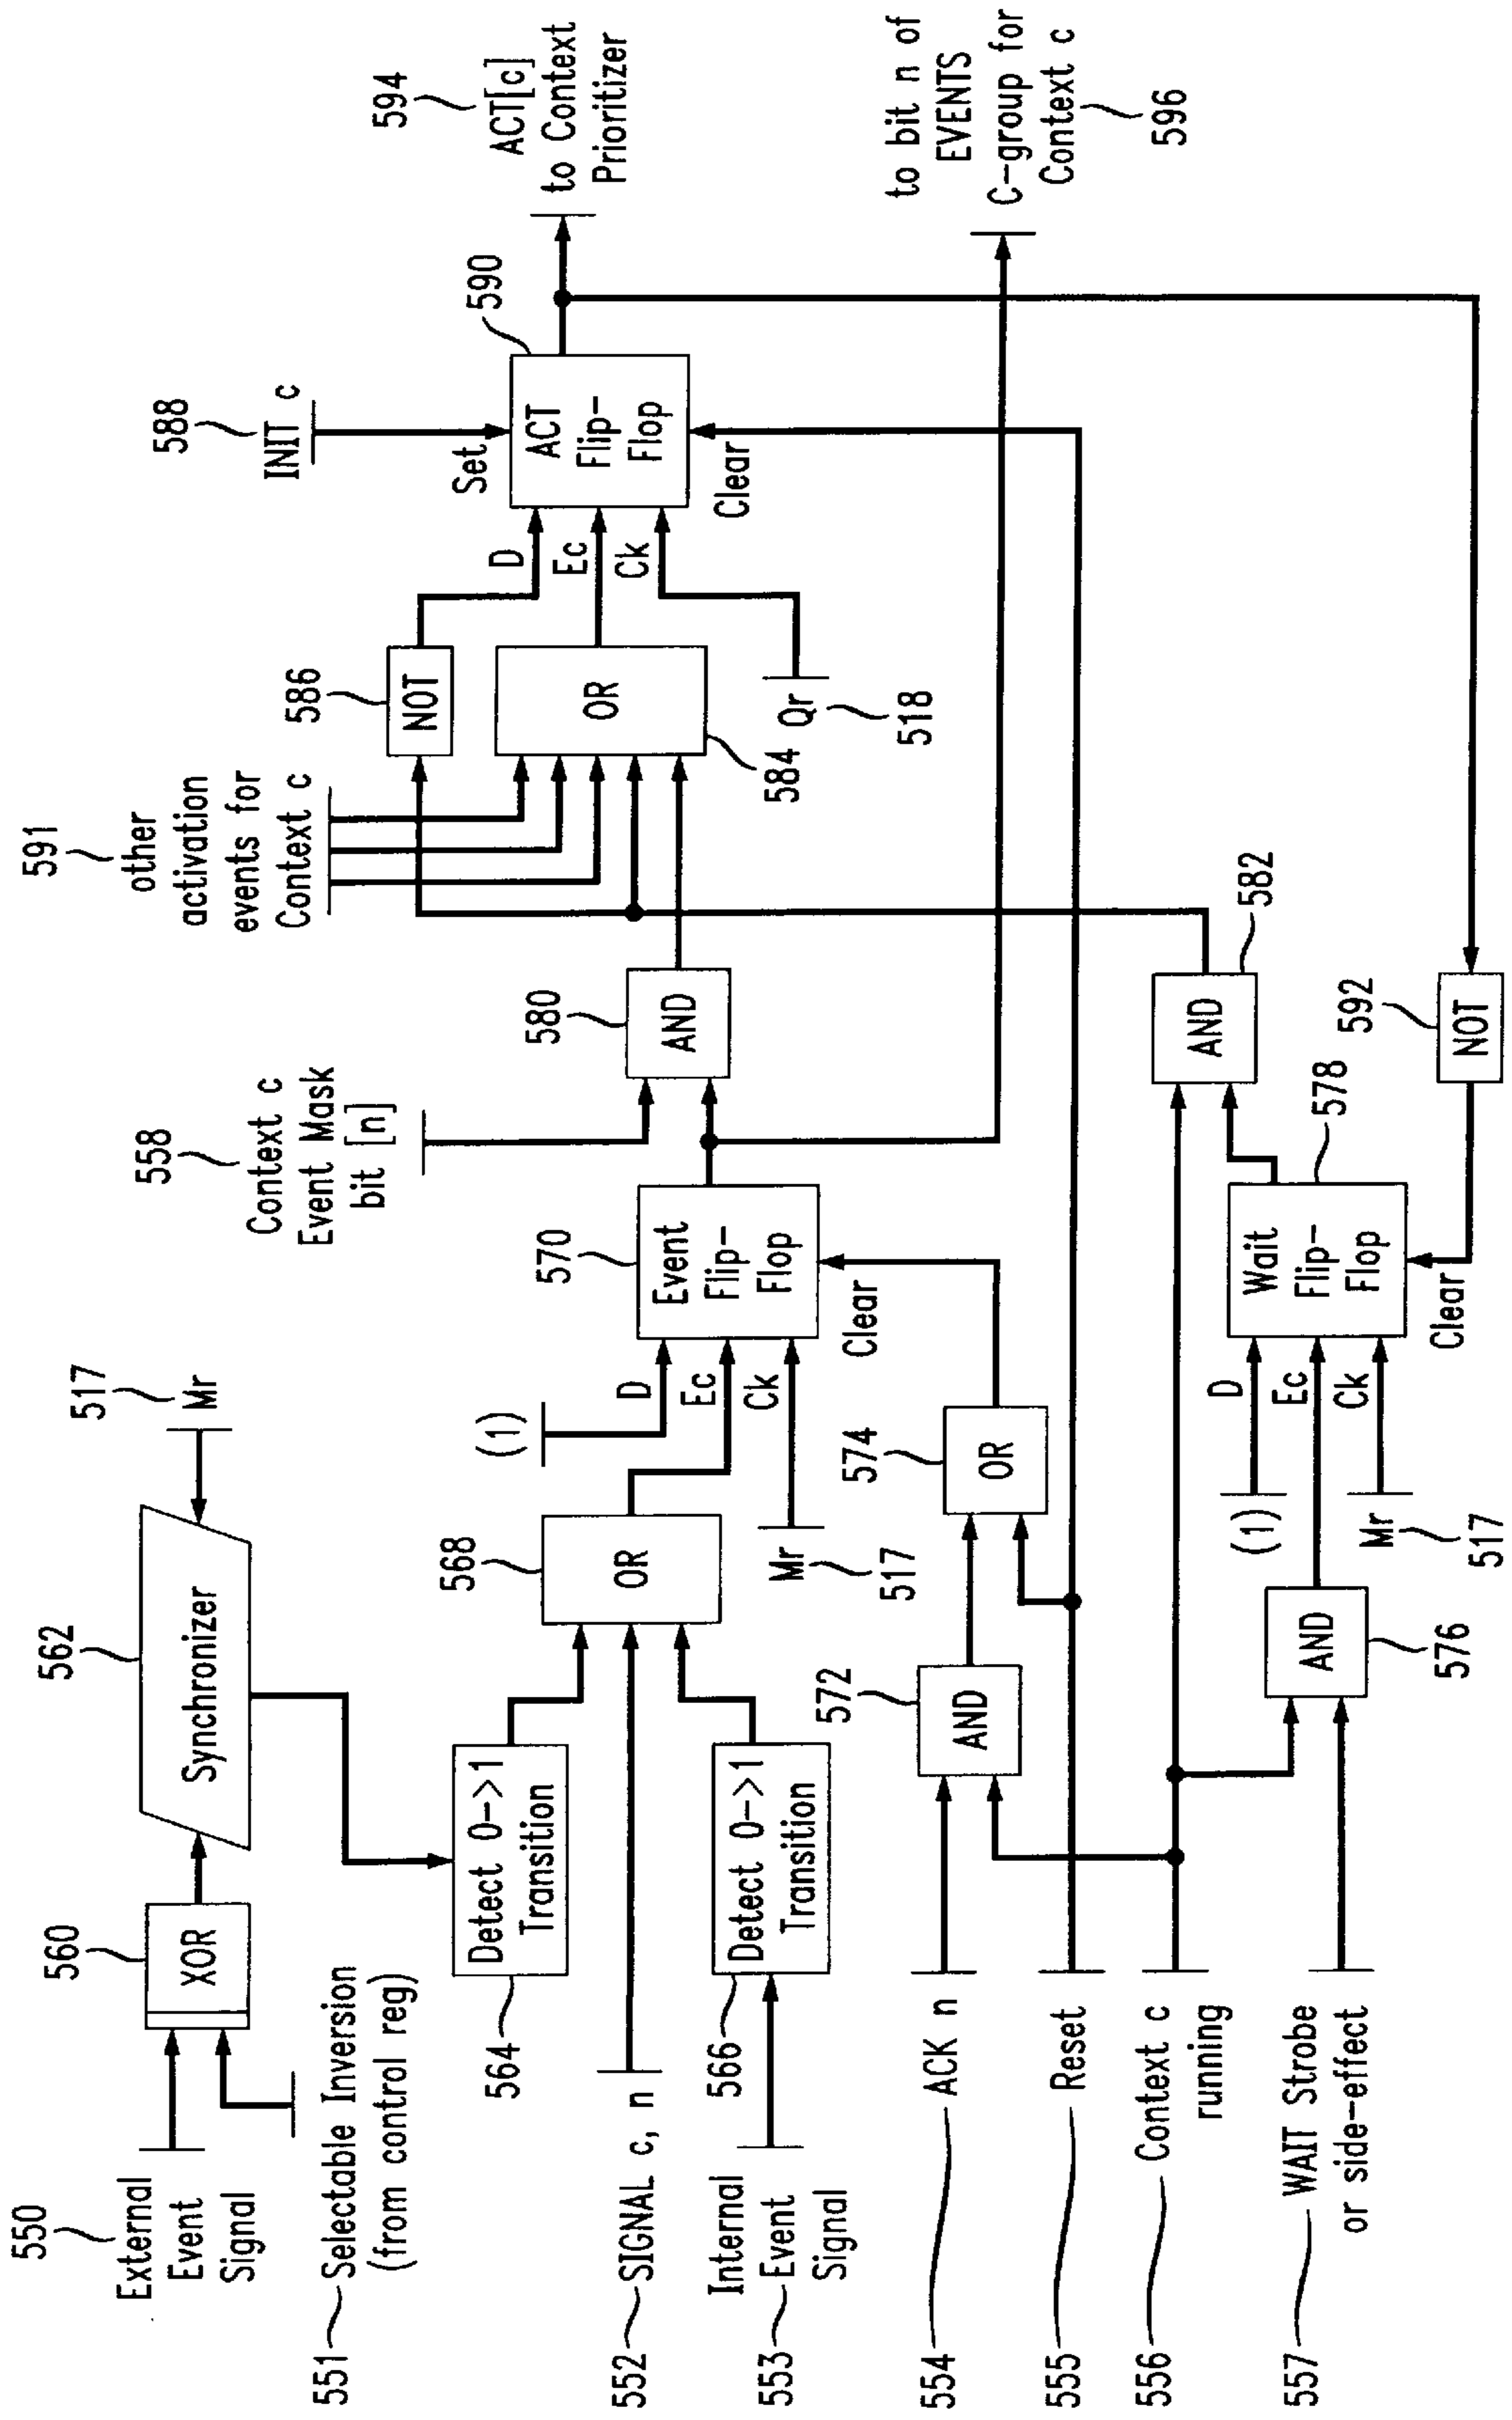 550
External
Event
Signal
551
Selectable Inversion
(from control reg)
560
XOR
562
Synchronizer
517
Mr
552
SIGNAL c, n
564
Detect 0->1
Transition
553
Internal
Event
Signal
566
Detect 0->1
Transition
568
OR
(1)
D
Ec
Ck
Mr
517
570
Event
Flip-
Flop
Clear
558
Context c
Event Mask
bit [n]
580
AND
591
other
activation
events for
Context c
586
NOT
OR
584
Qr
518
D
Ec
Ck
588
INIT c
Set
590
ACT
Flip-
Flop
Clear
594
ACT[c]
to Context
Prioritizer
to bit n of
EVENTS
C-group for
Context c
596
554
ACK n
555
Reset
556
Context c
running
557
WAIT Strobe
or side-effect
572
AND
574
OR
AND
576
(1)
Mr
517
D
Ec
Ck
Wait
Flip-
Flop
578
Clear
AND
582
592
NOT